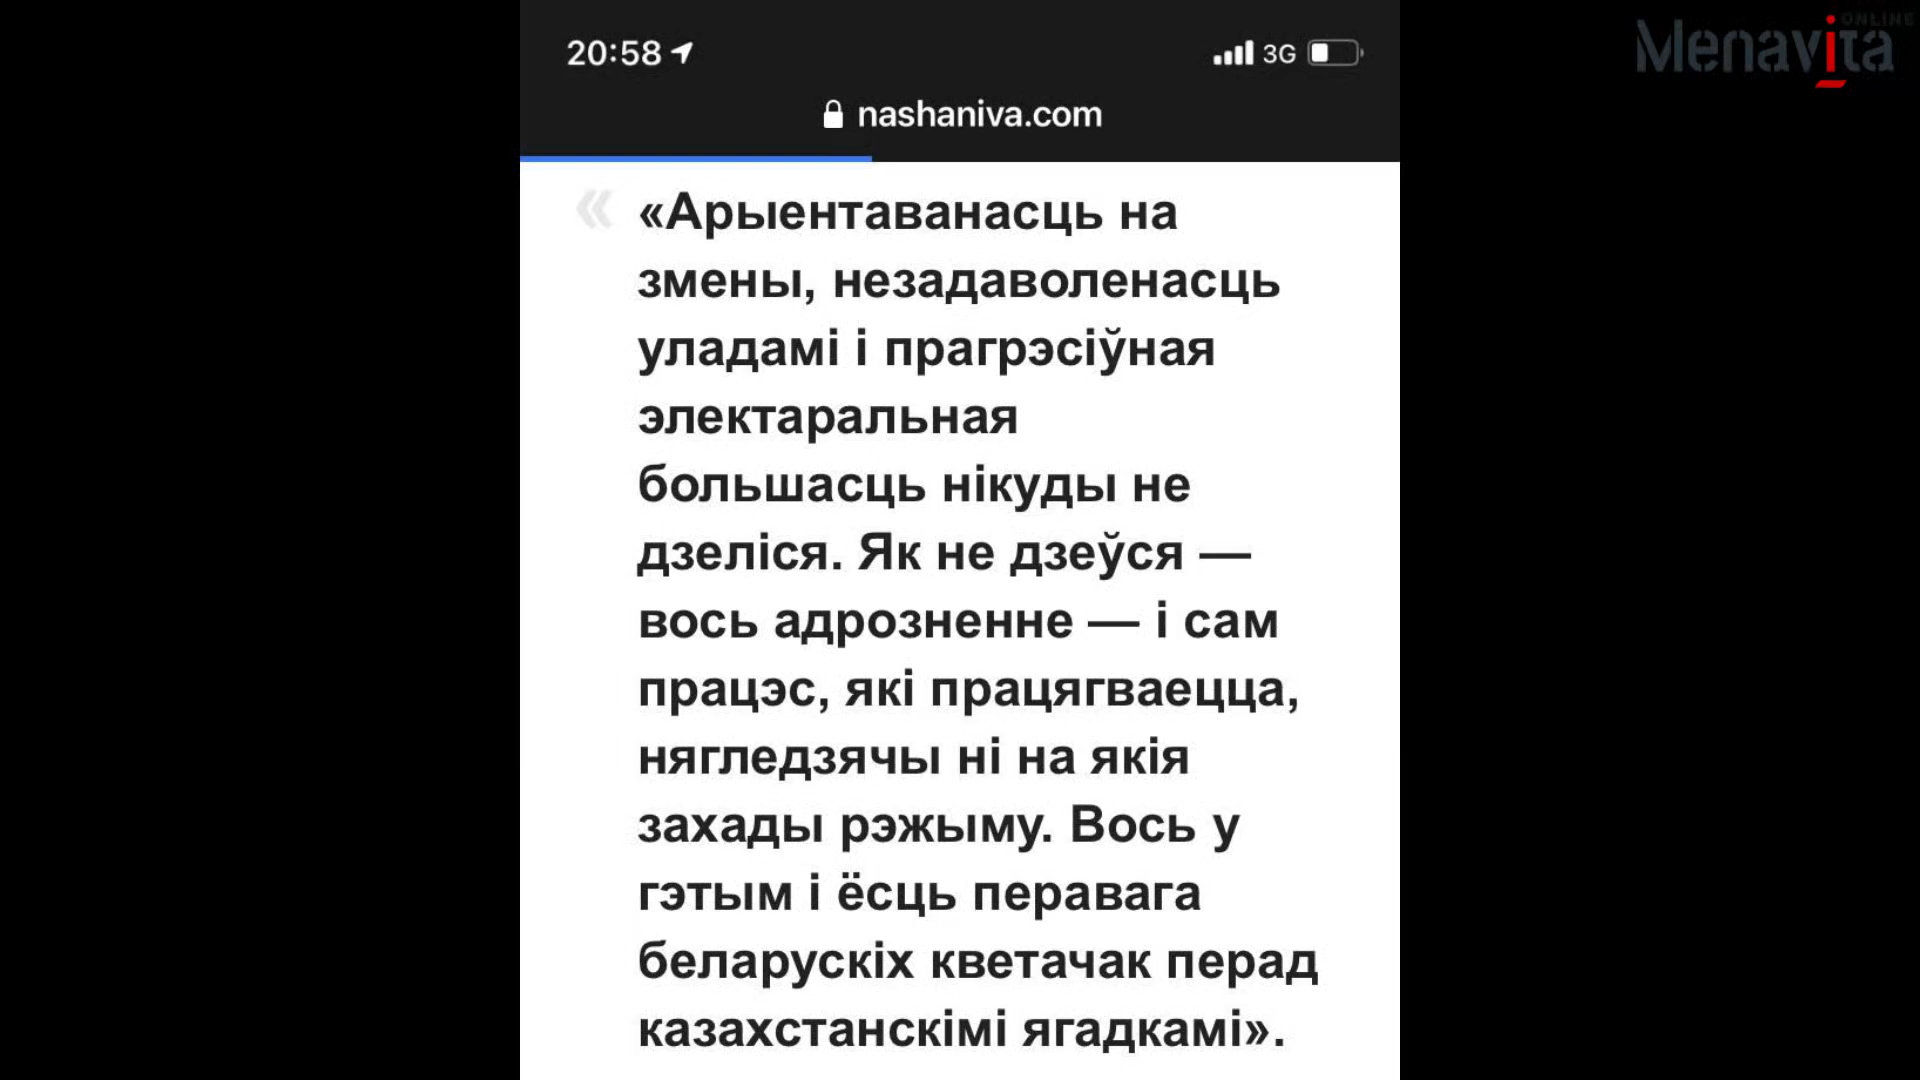 20:58
3G
ONLINE
Menavita
nashaniva.com
« «Арыентаванасць на
змены, незадаволенасць
уладамі і прагрэсіўная
электаральная
большасць нікуды не
дзеліся. Як не дзеўся —
вось адрозненне — і сам
працэс, які працягваецца,
нягледзячы ні на якія
захады рэжыму. Вось у
гэтым і ёсць перавага
беларускіх кветачак перад
казахстанскімі ягадкамі».